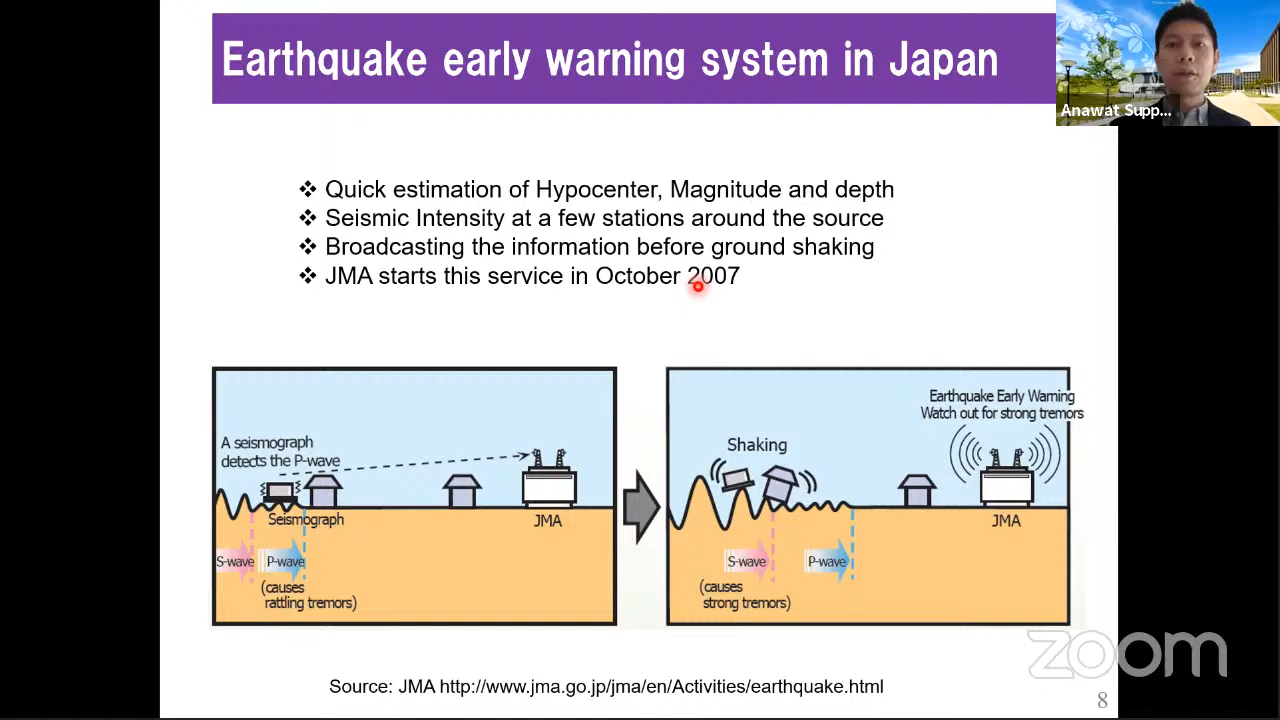 Earthquake early warning system in Japan
Anawat Supp...
❖ Quick estimation of Hypocenter, Magnitude and depth
❖ Seismic Intensity at a few stations around the source
❖ Broadcasting the information before ground shaking
❖ JMA starts this service in October 2007
A seismograph
detects the P-wave
Seismograph
JMA
S-wave
P-wave
(causes
rattling tremors)
Earthquake Early Warning
Watch out for strong tremors
Shaking
JMA
S-wave
P-wave
(causes
strong tremors)
zoom
Source: JMA http://www.jma.go.jp/jma/en/Activities/earthquake.html
8